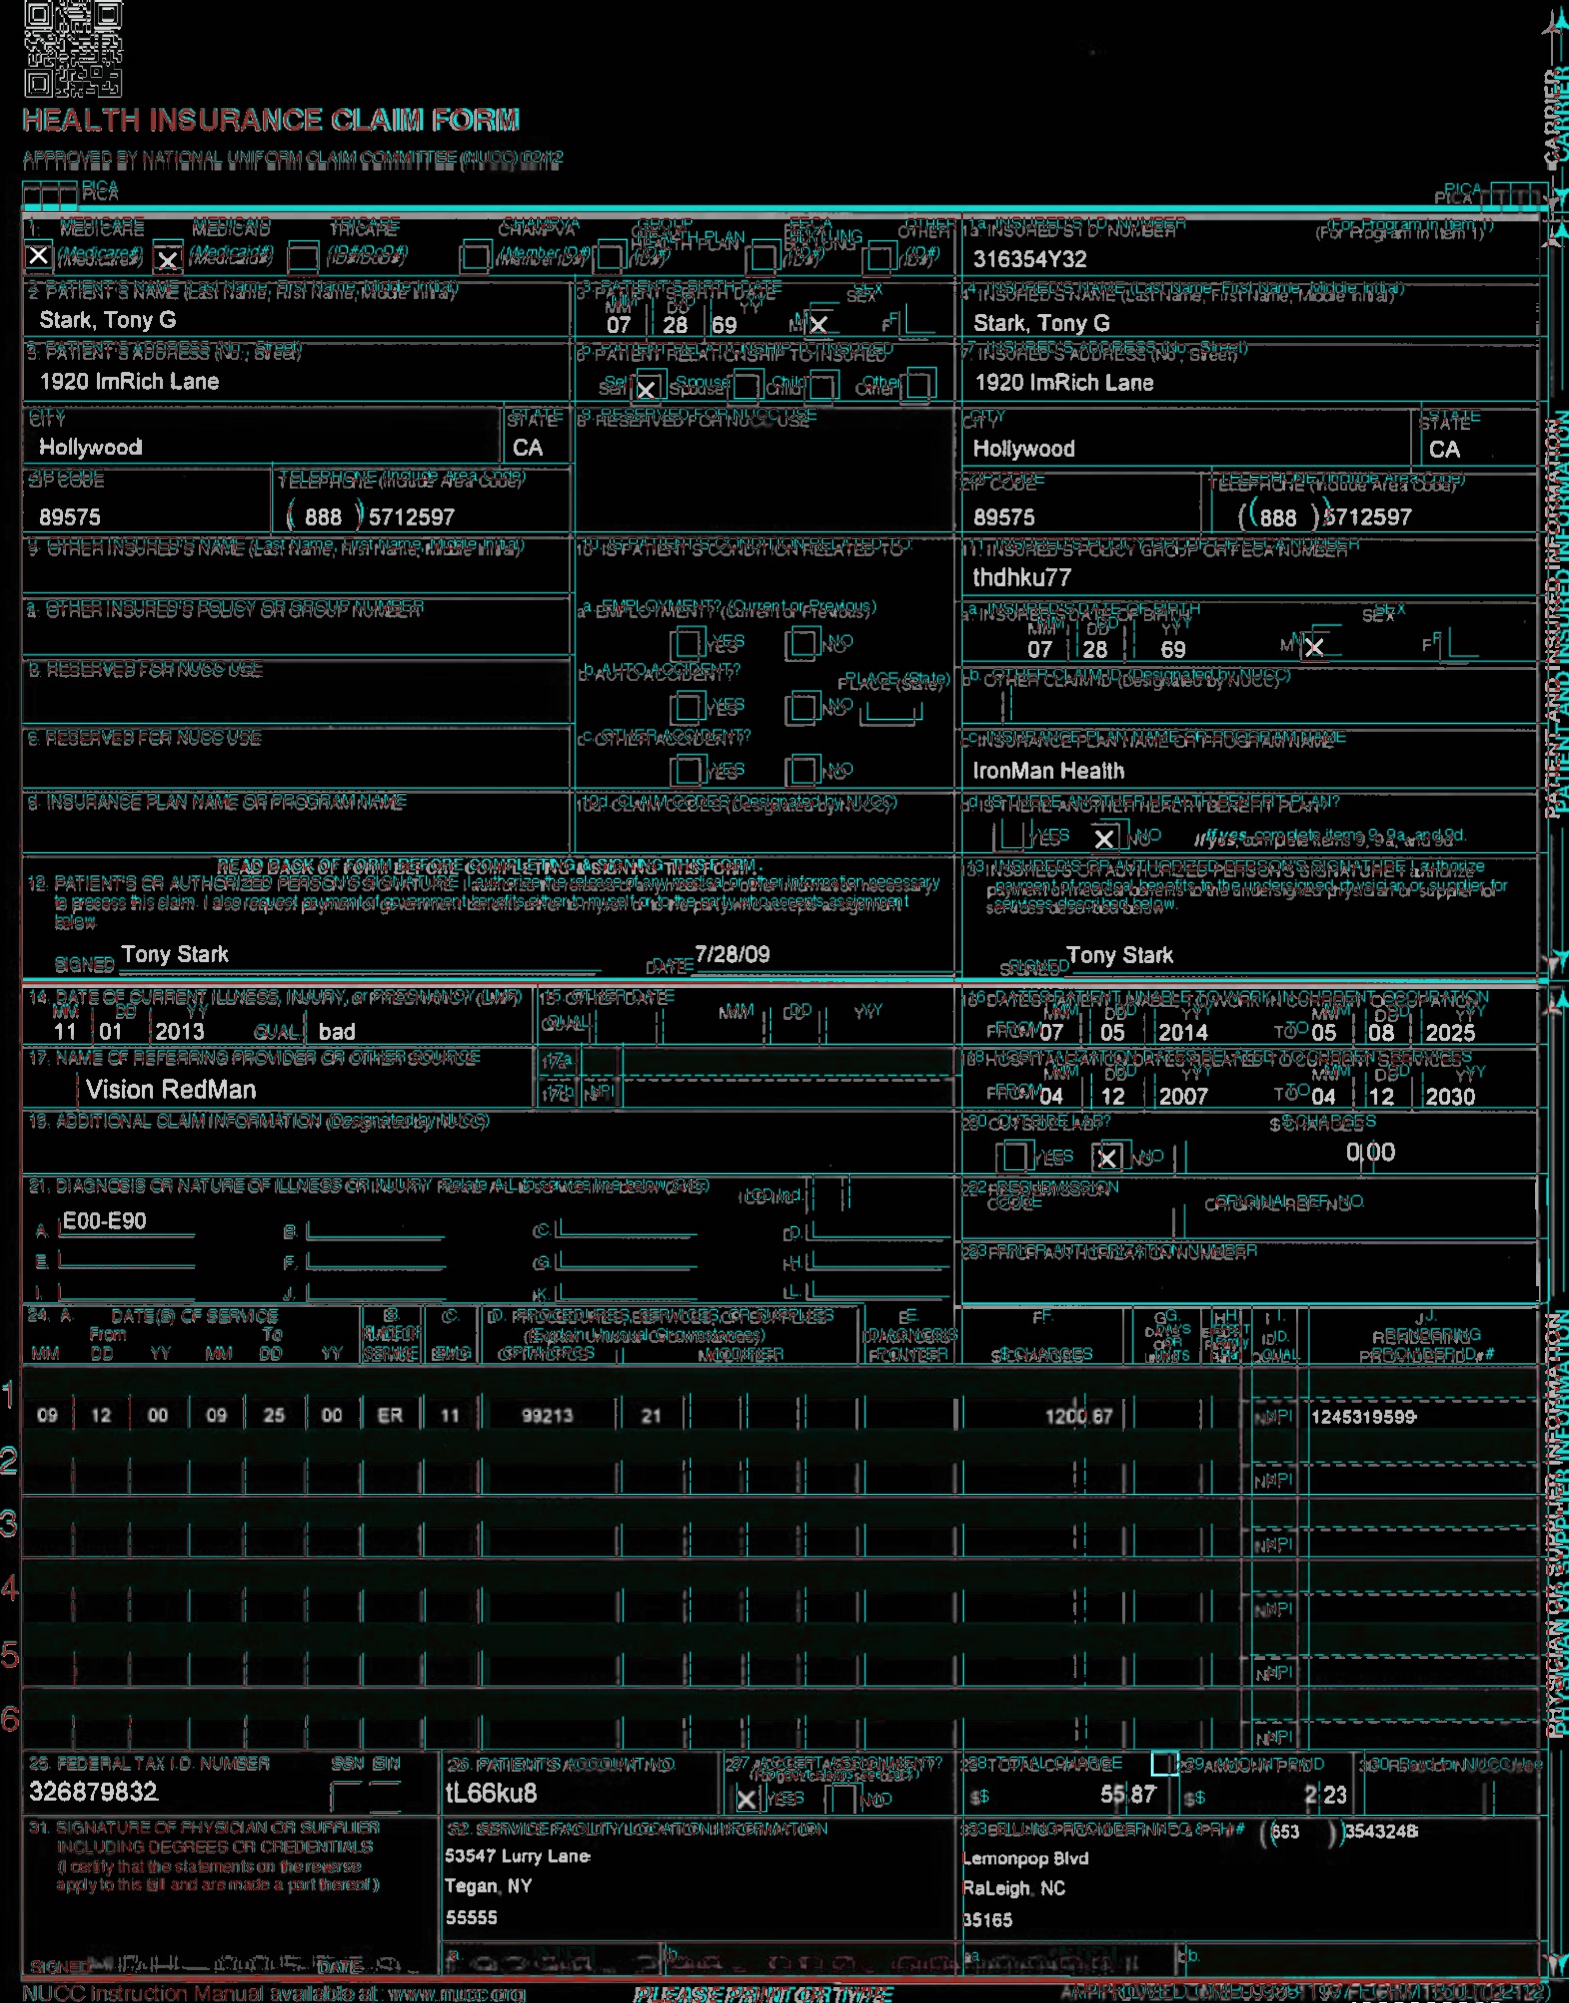 HEALTH INSURANCE CLAIM FORM
APPROVED BY NATIONAL UNIFORM CLAIM COMMITTEE (NUCC) 02/12
PICA PICA
1. MEDICARE MEDICAID TRICARE CHAMPVA GROUP HEALTH PLAN FECA BLK LUNG OTHER 1a. INSURED'S I.D. NUMBER (For Program in Item 1)
X (Medicare#) X (Medicaid#) (ID#/DoD#) (Member ID#) (ID#) (ID#) (ID#) 316354Y32
2. PATIENT'S NAME (Last Name, First Name, Middle Initial) 3. PATIENT'S BIRTH DATE SEX 4. INSURED'S NAME (Last Name, First Name, Middle Initial)
MM DD YY
Stark, Tony G 07 28 69 M X F Stark, Tony G
5. PATIENT'S ADDRESS (No., Street) 6. PATIENT RELATIONSHIP TO INSURED 7. INSURED'S ADDRESS (No., Street)
1920 ImRich Lane Self X Spouse Child Other 1920 ImRich Lane
CITY STATE 8. RESERVED FOR NUCC USE CITY STATE
Hollywood CA Hollywood CA
ZIP CODE TELEPHONE (Include Area Code) ZIP CODE TELEPHONE (Include Area Code)
89575 (888) 5712597 89575 (888) 5712597
9. OTHER INSURED'S NAME (Last Name, First Name, Middle Initial) 10. IS PATIENT'S CONDITION RELATED TO: 11. INSURED'S POLICY GROUP OR FECA NUMBER
thdhku77
a. OTHER INSURED'S POLICY OR GROUP NUMBER a. EMPLOYMENT? (Current or Previous) a. INSURED'S DATE OF BIRTH SEX
MM DD YY
YES NO 07 28 69 M X F
b. RESERVED FOR NUCC USE b. AUTO ACCIDENT? PLACE (State) b. OTHER CLAIM ID (Designated by NUCC)
YES NO
c. RESERVED FOR NUCC USE c. OTHER ACCIDENT? c. INSURANCE PLAN NAME OR PROGRAM NAME
YES NO IronMan Health
d. INSURANCE PLAN NAME OR PROGRAM NAME 10d. CLAIM CODES (Designated by NUCC) d. IS THERE ANOTHER HEALTH BENEFIT PLAN?
YES X NO If yes, complete items 9, 9a, and 9d.
READ BACK OF FORM BEFORE COMPLETING & SIGNING THIS FORM.
12. PATIENT'S OR AUTHORIZED PERSON'S SIGNATURE I authorize the release of any medical or other information necessary
to process this claim. I also request payment of government benefits either to myself or to the party who accepts assignment
below.
13. INSURED'S OR AUTHORIZED PERSON'S SIGNATURE I authorize
payment of medical benefits to the undersigned physician or supplier for
services described below.
SIGNED Tony Stark DATE 7/28/09 SIGNED Tony Stark
14. DATE OF CURRENT ILLNESS, INJURY, or PREGNANCY (LMP) 15. OTHER DATE 16. DATES PATIENT UNABLE TO WORK IN CURRENT OCCUPATION
MM DD YY MM DD YY MM DD YY MM DD YY
11 01 2013 QUAL. bad QUAL. FROM 07 05 2014 TO 05 08 2025
17. NAME OF REFERRING PROVIDER OR OTHER SOURCE 17a. 18. HOSPITALIZATION DATES RELATED TO CURRENT SERVICES
MM DD YY MM DD YY
Vision RedMan 17b. NPI FROM 04 12 2007 TO 04 12 2030
19. ADDITIONAL CLAIM INFORMATION (Designated by NUCC) 20. OUTSIDE LAB? $ CHARGES
YES X NO 0.00
21. DIAGNOSIS OR NATURE OF ILLNESS OR INJURY Relate A-L to service line below (24E) ICD Ind. 22. RESUBMISSION CODE ORIGINAL REF. NO.
A. E00-E90 B. C. D.
23. PRIOR AUTHORIZATION NUMBER
E. F. G. H.
I. J. K. L.
24. A. DATE(S) OF SERVICE B. C. D. PROCEDURES, SERVICES, OR SUPPLIES E. F. G. H. I. J.
From To PLACE OF (Explain Unusual Circumstances) DIAGNOSIS DAYS OR UNITS ID. RENDERING
MM DD YY MM DD YY SERVICE EMG CPT/HCPCS MODIFIER POINTER $ CHARGES QUAL. PROVIDER ID. #
1 09 12 00 09 25 00 ER 11 99213 21 1200.67 NPI 1245319599
2 NPI
3 NPI
4 NPI
5 NPI
6 NPI
25. FEDERAL TAX I.D. NUMBER SSN EIN 26. PATIENT'S ACCOUNT NO. 27. ACCEPT ASSIGNMENT? 28. TOTAL CHARGE 29. AMOUNT PAID 30. Rsvd for NUCC Use
(For govt. claims, see back)
326879832 tL66ku8 X YES NO $ 55.87 $ 2.23
31. SIGNATURE OF PHYSICIAN OR SUPPLIER
INCLUDING DEGREES OR CREDENTIALS
(I certify that the statements on the reverse
apply to this bill and are made a part thereof.)
SIGNED DATE
32. SERVICE FACILITY LOCATION INFORMATION
53547 Lurry Lane
Tegan, NY
55555
a. b.
33. BILLING PROVIDER INFO & PH # (653) 3543248
Lemonpop Blvd
RaLeigh, NC
35165
a. b.
NUCC Instruction Manual available at: www.nucc.org PLEASE PRINT OR TYPE
CARRIER
PATIENT AND INSURED INFORMATION
PHYSICIAN OR SUPPLIER INFORMATION